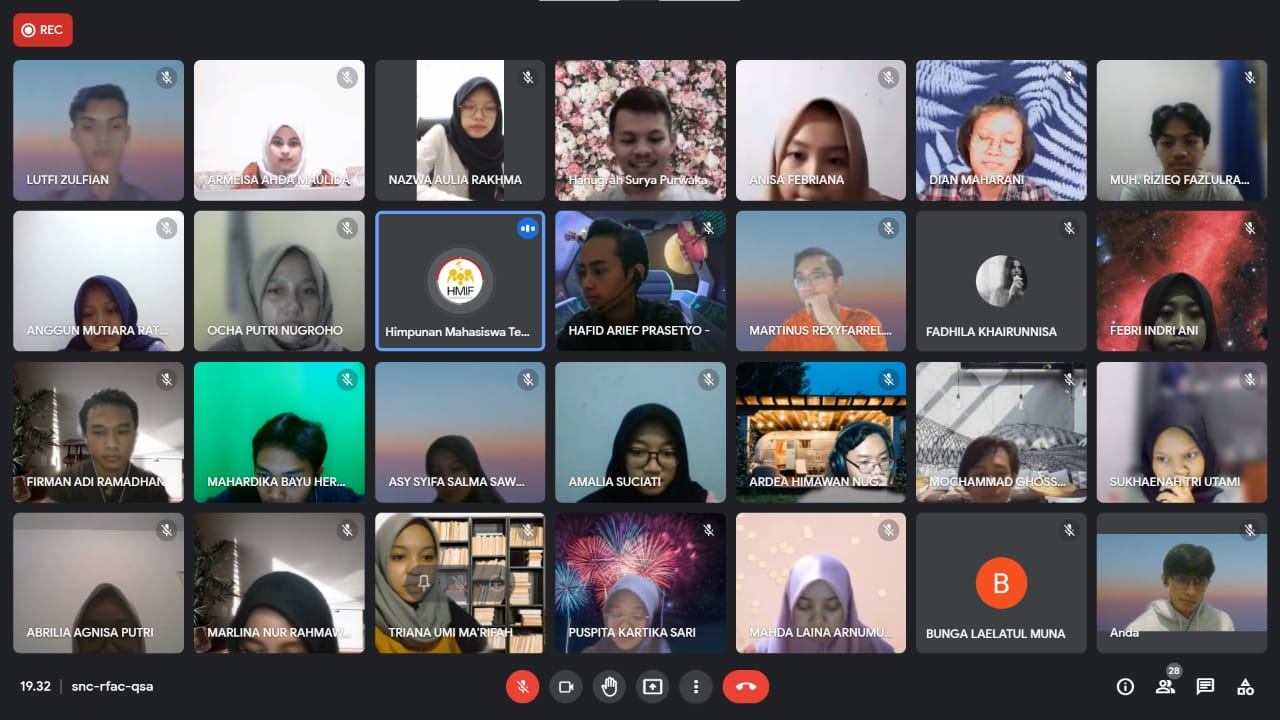 REC
LUTFI ZULFIAN
ARMEISA AHDA MAULIDA
NAZWA AULIA RAKHMA
Hanugrah Surya Purwaka
ANISA FEBRIANA
DIAN MAHARANI
MUH. RIZIEQ FAZLULRA...
ANGGUN MUTIARA RAT...
OCHA PUTRI NUGROHO
HMIF
Himpunan Mahasiswa Te...
HAFID ARIEF PRASETYO -
MARTINUS REXYFARREL...
FADHILA KHAIRUNNISA
FEBRI INDRI ANI
FIRMAN ADI RAMADHAN
MAHARDIKA BAYU HER...
ASY SYIFA SALMA SAW...
AMALIA SUCIATI
ARDEA HIMAWAN NUG...
MOCHAMMAD GHOSS...
SUKHAENAH TRI UTAMI
ABRILIA AGNISA PUTRI
MARLINA NUR RAHMAW...
TRIANA UMI MA'RIFAH
PUSPITA KARTIKA SARI
MAHDA LAINA ARNUMU...
B
BUNGA LAELATUL MUNA
Anda
19.32 | snc-rfac-qsa
28